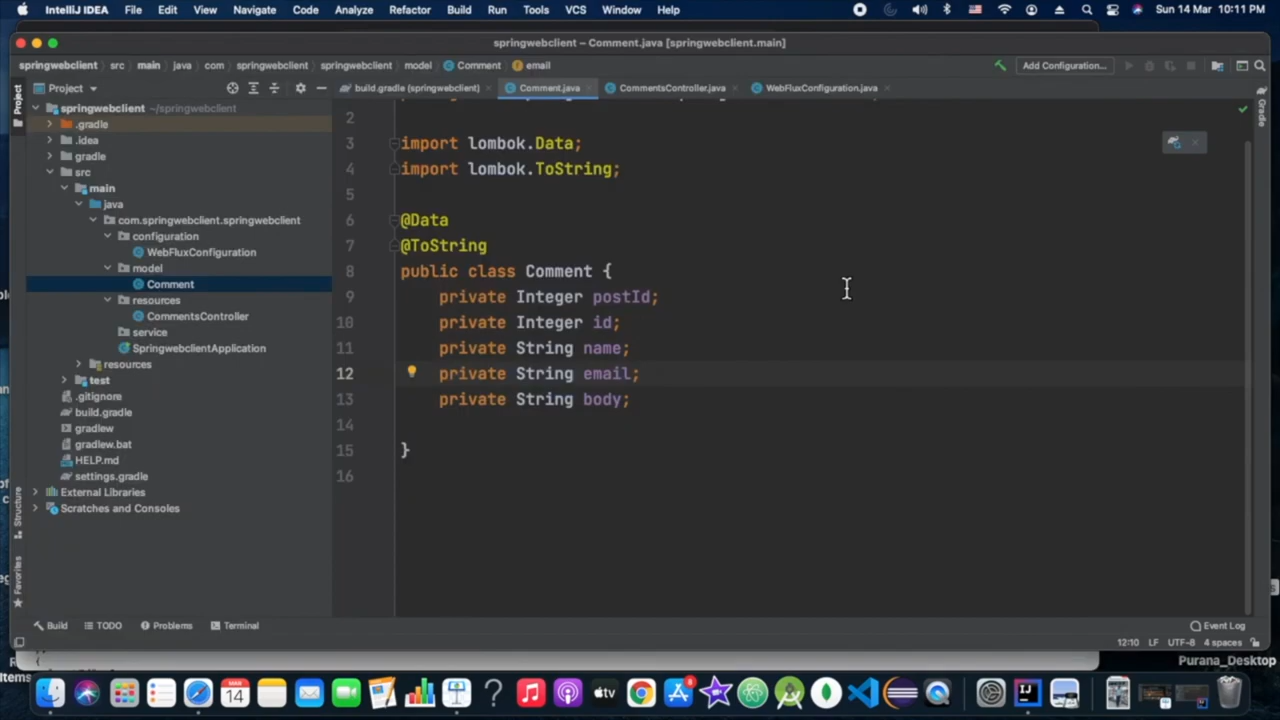 IntelliJ IDEA File Edit View Navigate Code Analyze Refactor Build Run Tools VCS Window Help Sun 14 Mar 10:11 PM
springwebclient – Comment.java [springwebclient.main]
springwebclient src main java com springwebclient springwebclient model Comment email Add Configuration...
Project Project build.gradle (springwebclient) Comment.java CommentsController.java WebFluxConfiguration.java
springwebclient ~/springwebclient
.gradle
.idea
gradle
src
main
java
com.springwebclient.springwebclient
configuration
WebFluxConfiguration
model
Comment
resources
CommentsController
service
SpringwebclientApplication
resources
test
.gitignore
build.gradle
gradlew
gradlew.bat
HELP.md
settings.gradle
External Libraries
Scratches and Consoles
Structure
Favorites
Gradle
2
3 import lombok.Data;
4 import lombok.ToString;
5
6 @Data
7 @ToString
8 public class Comment {
9 private Integer postId;
10 private Integer id;
11 private String name;
12 private String email;
13 private String body;
14
15 }
16
Build TODO Problems Terminal Event Log
12:10 LF UTF-8 4 spaces
Purana_Desktop
MAR
14
tv
8